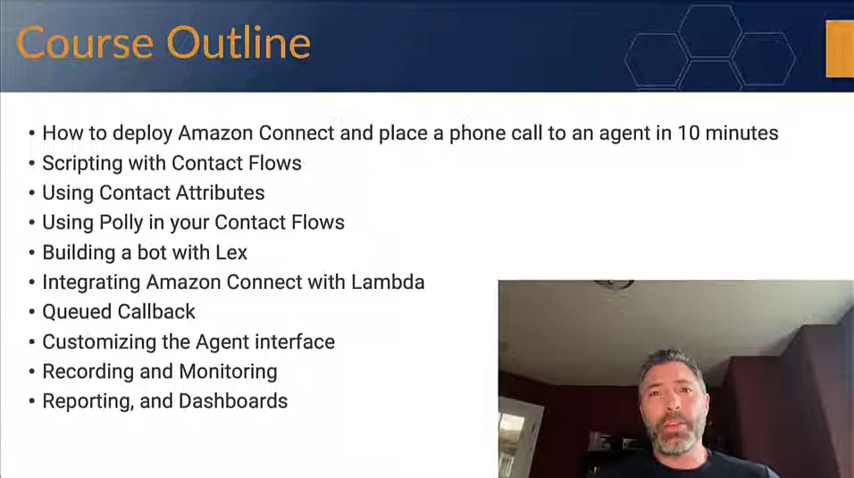 Course Outline
• How to deploy Amazon Connect and place a phone call to an agent in 10 minutes
• Scripting with Contact Flows
• Using Contact Attributes
• Using Polly in your Contact Flows
• Building a bot with Lex
• Integrating Amazon Connect with Lambda
• Queued Callback
• Customizing the Agent interface
• Recording and Monitoring
• Reporting, and Dashboards